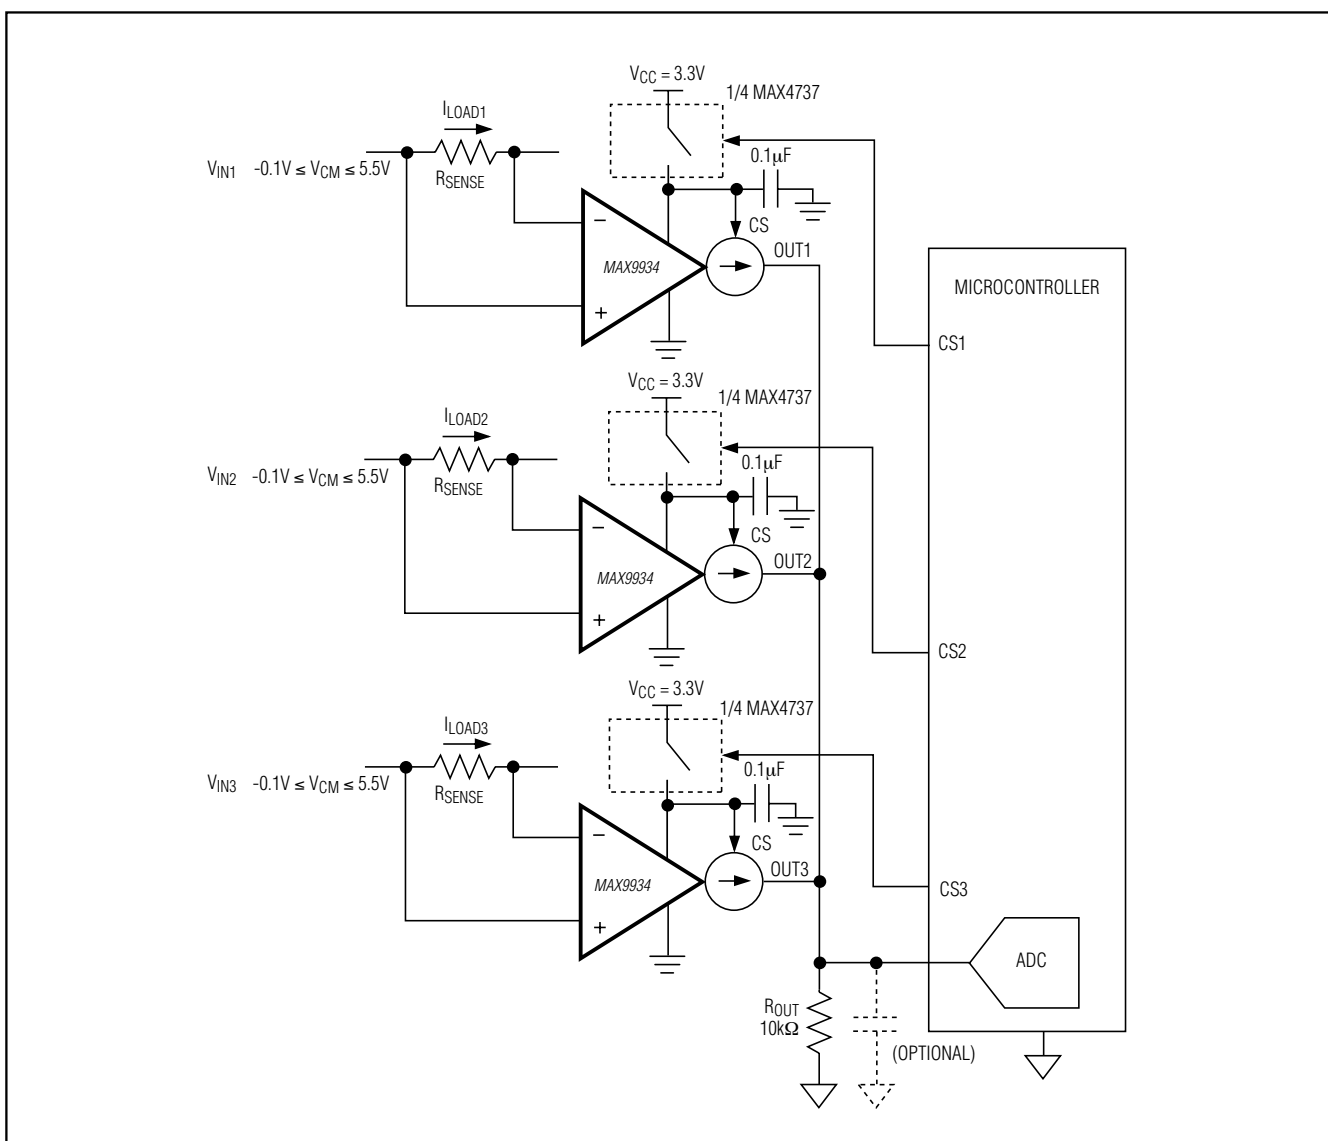 VCC = 3.3V
1/4 MAX4737
ILOAD1
0.1μF
VIN1 -0.1V ≤ VCM ≤ 5.5V
RSENSE
CS
−
OUT1
MAX9934
MICROCONTROLLER
+
CS1
VCC = 3.3V
1/4 MAX4737
ILOAD2
0.1μF
VIN2 -0.1V ≤ VCM ≤ 5.5V
RSENSE
CS
−
OUT2
MAX9934
+
CS2
VCC = 3.3V
1/4 MAX4737
ILOAD3
0.1μF
VIN3 -0.1V ≤ VCM ≤ 5.5V
RSENSE
CS
−
OUT3
MAX9934
CS3
+
ADC
ROUT
10kΩ
(OPTIONAL)